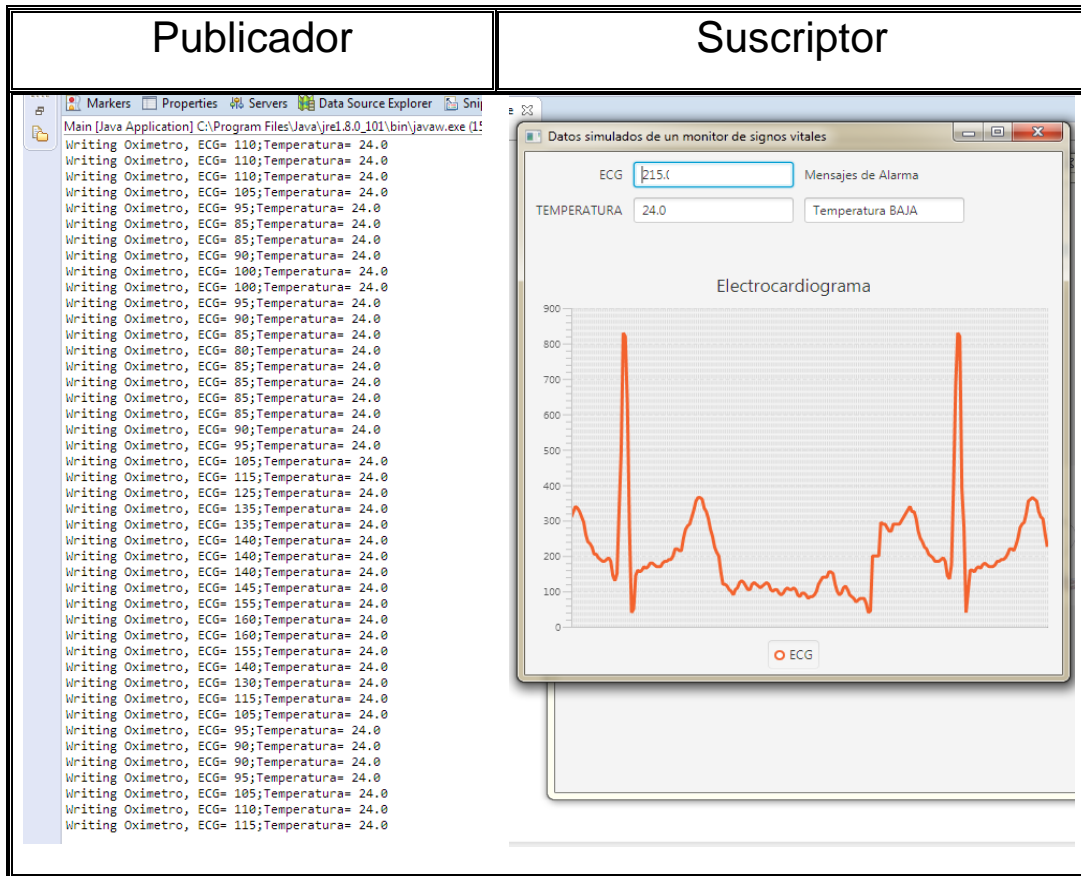 Publicador
Suscriptor
Markers Properties Servers Data Source Explorer Sni
Main [Java Application] C:\Program Files\Java\jre1.8.0_101\bin\javaw.exe (15
Writing Oximetro, ECG= 110;Temperatura= 24.0
Writing Oximetro, ECG= 110;Temperatura= 24.0
Writing Oximetro, ECG= 110;Temperatura= 24.0
Writing Oximetro, ECG= 105;Temperatura= 24.0
Writing Oximetro, ECG= 95;Temperatura= 24.0
Writing Oximetro, ECG= 85;Temperatura= 24.0
Writing Oximetro, ECG= 85;Temperatura= 24.0
Writing Oximetro, ECG= 90;Temperatura= 24.0
Writing Oximetro, ECG= 100;Temperatura= 24.0
Writing Oximetro, ECG= 100;Temperatura= 24.0
Writing Oximetro, ECG= 95;Temperatura= 24.0
Writing Oximetro, ECG= 90;Temperatura= 24.0
Writing Oximetro, ECG= 85;Temperatura= 24.0
Writing Oximetro, ECG= 80;Temperatura= 24.0
Writing Oximetro, ECG= 85;Temperatura= 24.0
Writing Oximetro, ECG= 85;Temperatura= 24.0
Writing Oximetro, ECG= 85;Temperatura= 24.0
Writing Oximetro, ECG= 85;Temperatura= 24.0
Writing Oximetro, ECG= 90;Temperatura= 24.0
Writing Oximetro, ECG= 95;Temperatura= 24.0
Writing Oximetro, ECG= 105;Temperatura= 24.0
Writing Oximetro, ECG= 115;Temperatura= 24.0
Writing Oximetro, ECG= 125;Temperatura= 24.0
Writing Oximetro, ECG= 135;Temperatura= 24.0
Writing Oximetro, ECG= 135;Temperatura= 24.0
Writing Oximetro, ECG= 140;Temperatura= 24.0
Writing Oximetro, ECG= 140;Temperatura= 24.0
Writing Oximetro, ECG= 140;Temperatura= 24.0
Writing Oximetro, ECG= 145;Temperatura= 24.0
Writing Oximetro, ECG= 155;Temperatura= 24.0
Writing Oximetro, ECG= 160;Temperatura= 24.0
Writing Oximetro, ECG= 160;Temperatura= 24.0
Writing Oximetro, ECG= 155;Temperatura= 24.0
Writing Oximetro, ECG= 140;Temperatura= 24.0
Writing Oximetro, ECG= 130;Temperatura= 24.0
Writing Oximetro, ECG= 115;Temperatura= 24.0
Writing Oximetro, ECG= 105;Temperatura= 24.0
Writing Oximetro, ECG= 95;Temperatura= 24.0
Writing Oximetro, ECG= 90;Temperatura= 24.0
Writing Oximetro, ECG= 90;Temperatura= 24.0
Writing Oximetro, ECG= 95;Temperatura= 24.0
Writing Oximetro, ECG= 105;Temperatura= 24.0
Writing Oximetro, ECG= 110;Temperatura= 24.0
Writing Oximetro, ECG= 115;Temperatura= 24.0
e
Datos simulados de un monitor de signos vitales
ECG 215.( Mensajes de Alarma
TEMPERATURA 24.0 Temperatura BAJA
Electrocardiograma
900
800
700
600
500
400
300
200
100
0
ECG